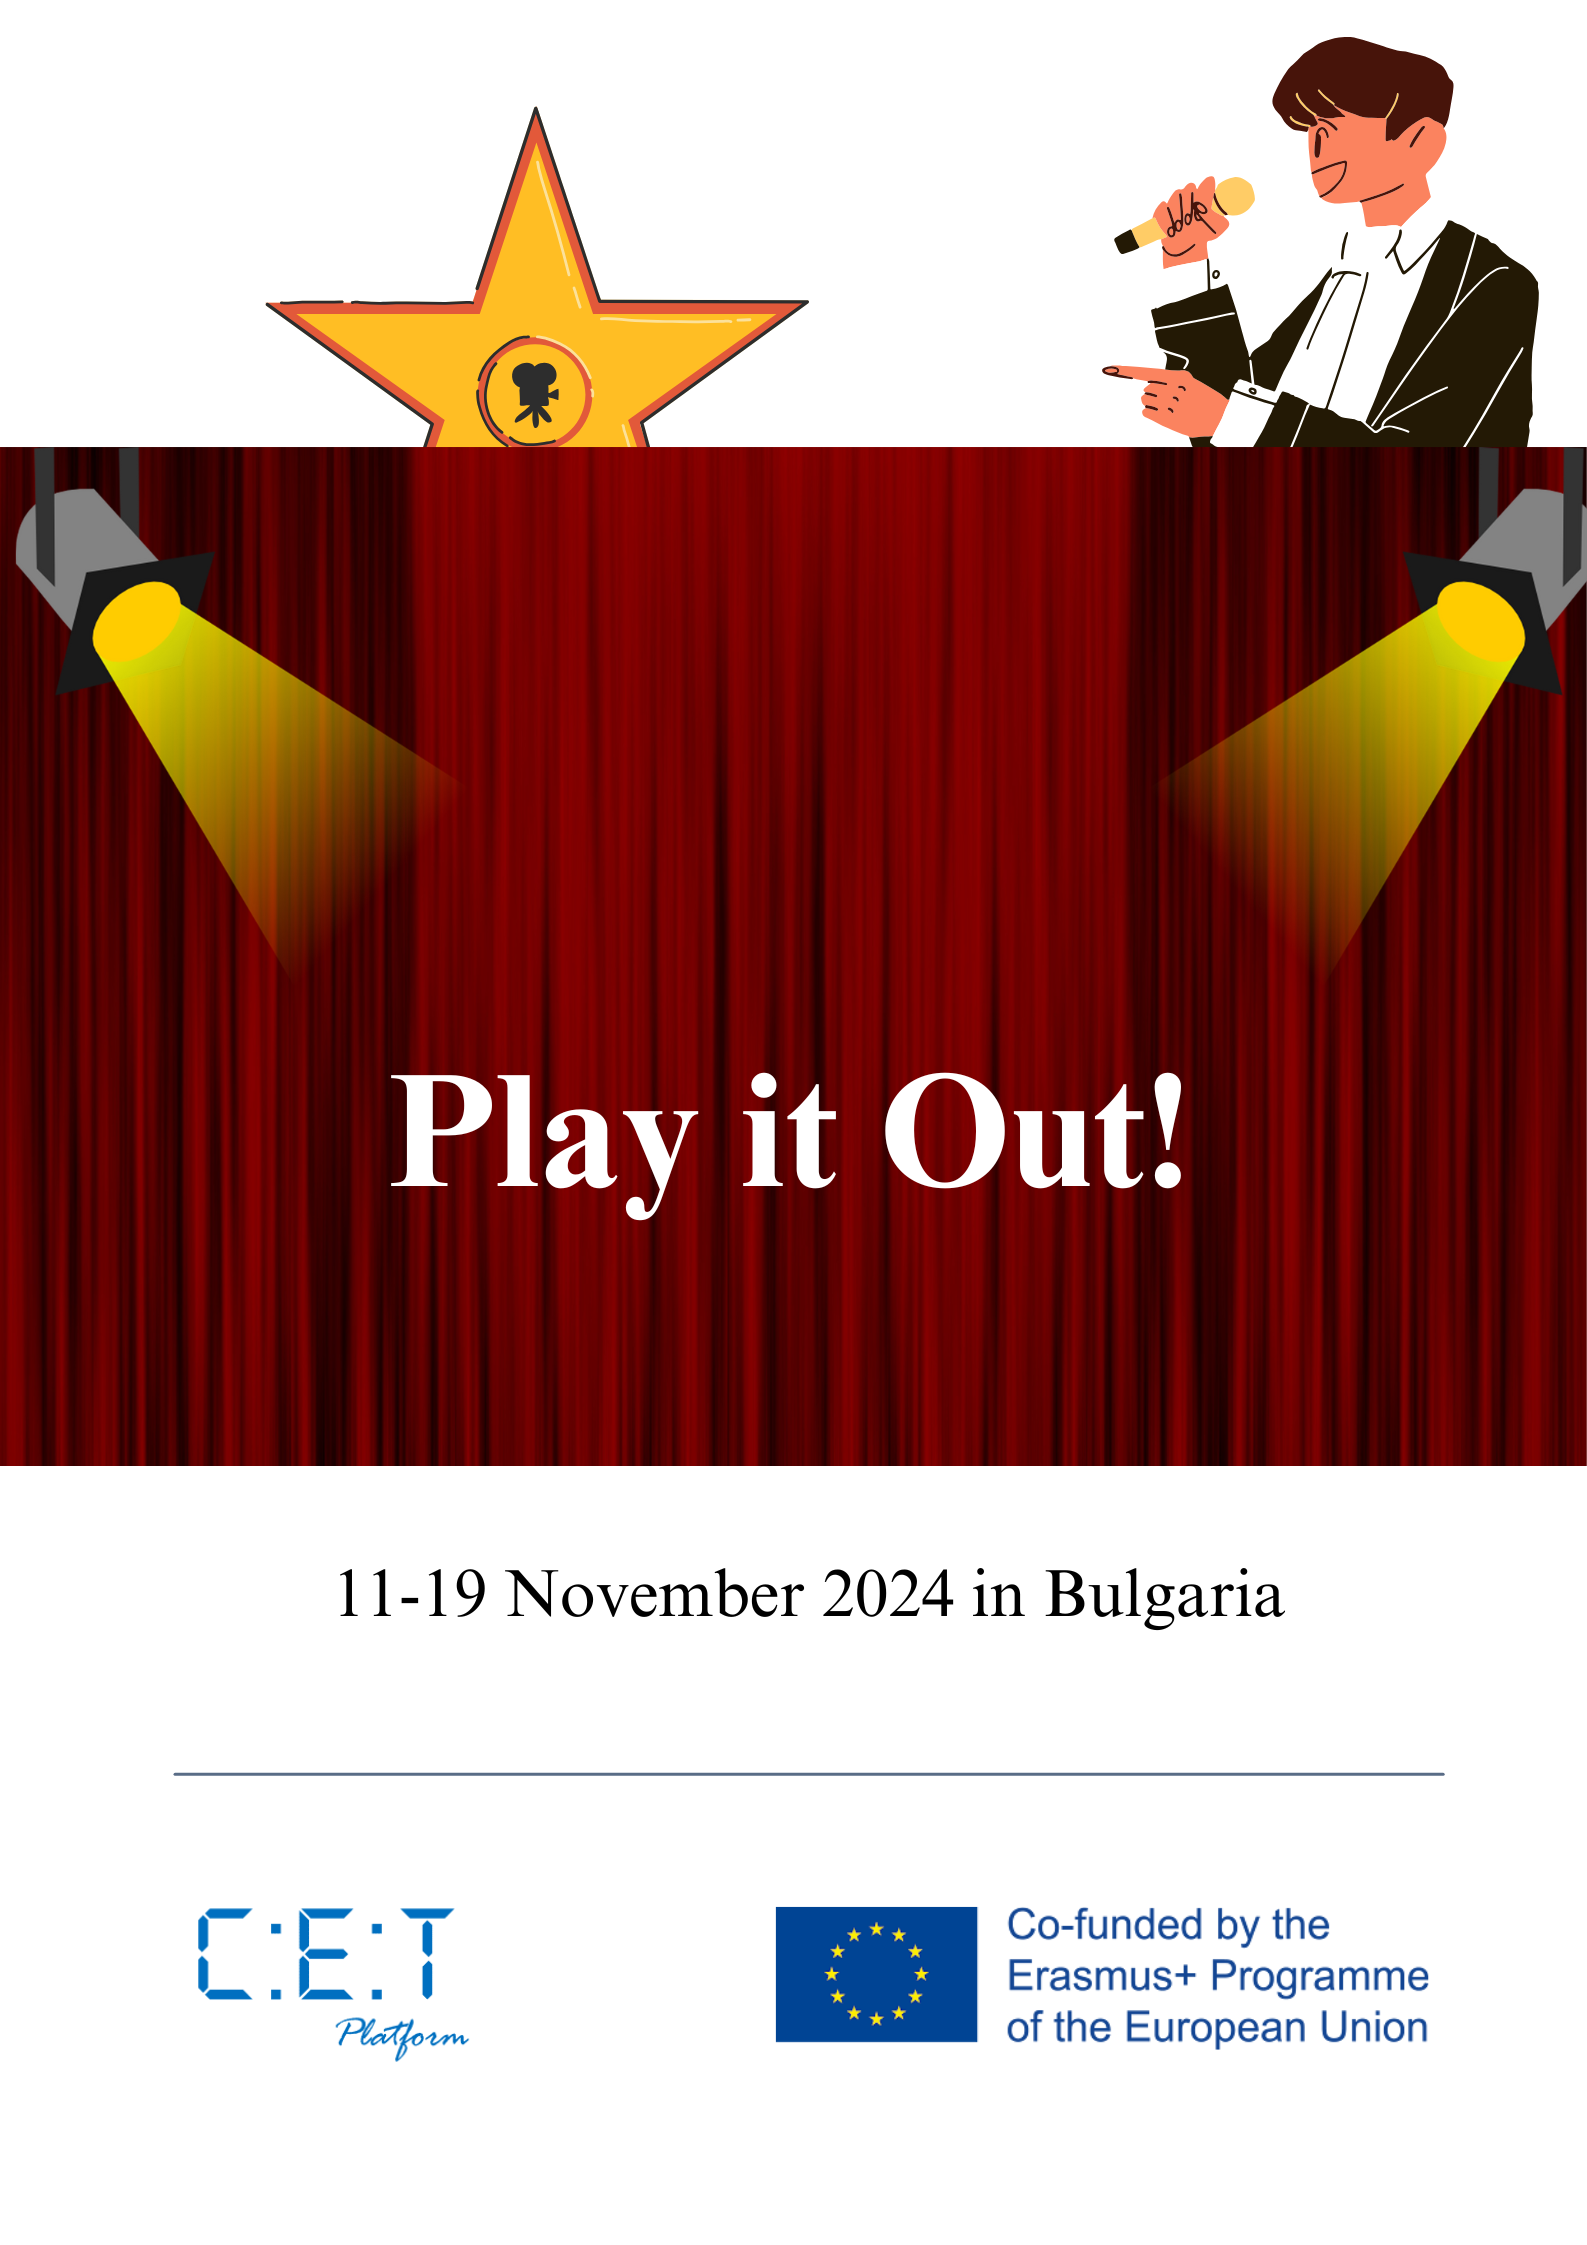 Play it Out!
11-19 November 2024 in Bulgaria
C:E:T
Platform
Co-funded by the
Erasmus+ Programme
of the European Union